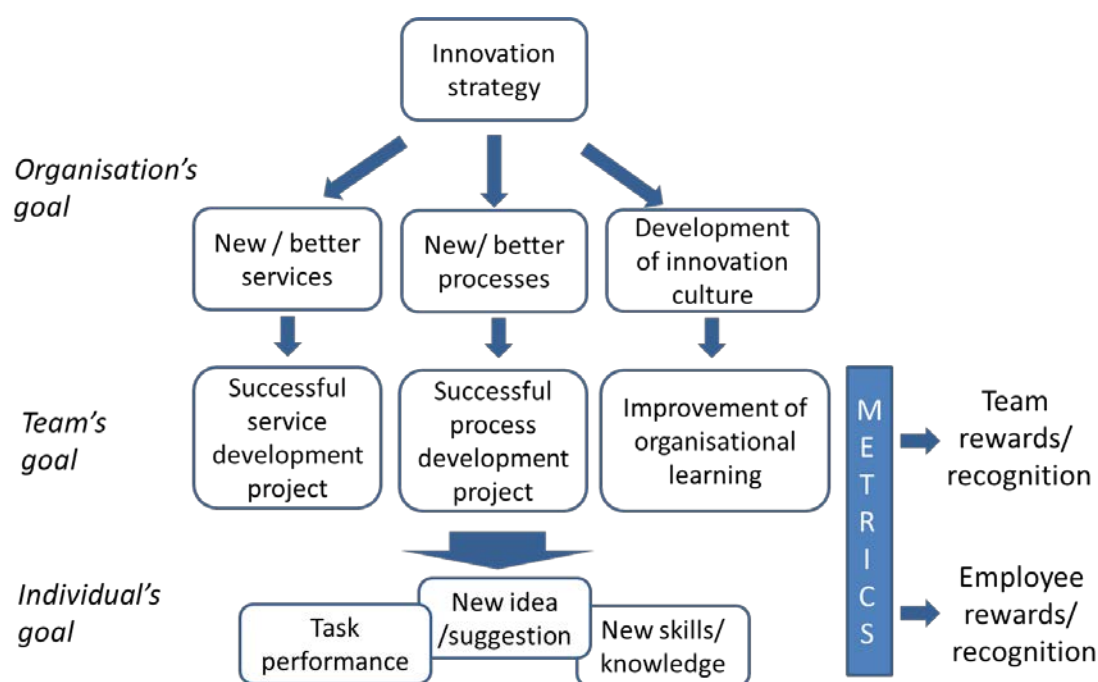 Innovation
strategy
Organisation's
goal
New / better
services
New/ better
processes
Development
of innovation
culture
Team's
goal
Successful
service
development
project
Successful
process
development
project
Improvement of
organisational
learning
METRICS
Team
rewards/
recognition
Individual's
goal
Task
performance
New idea
/suggestion
New skills/
knowledge
Employee
rewards/
recognition